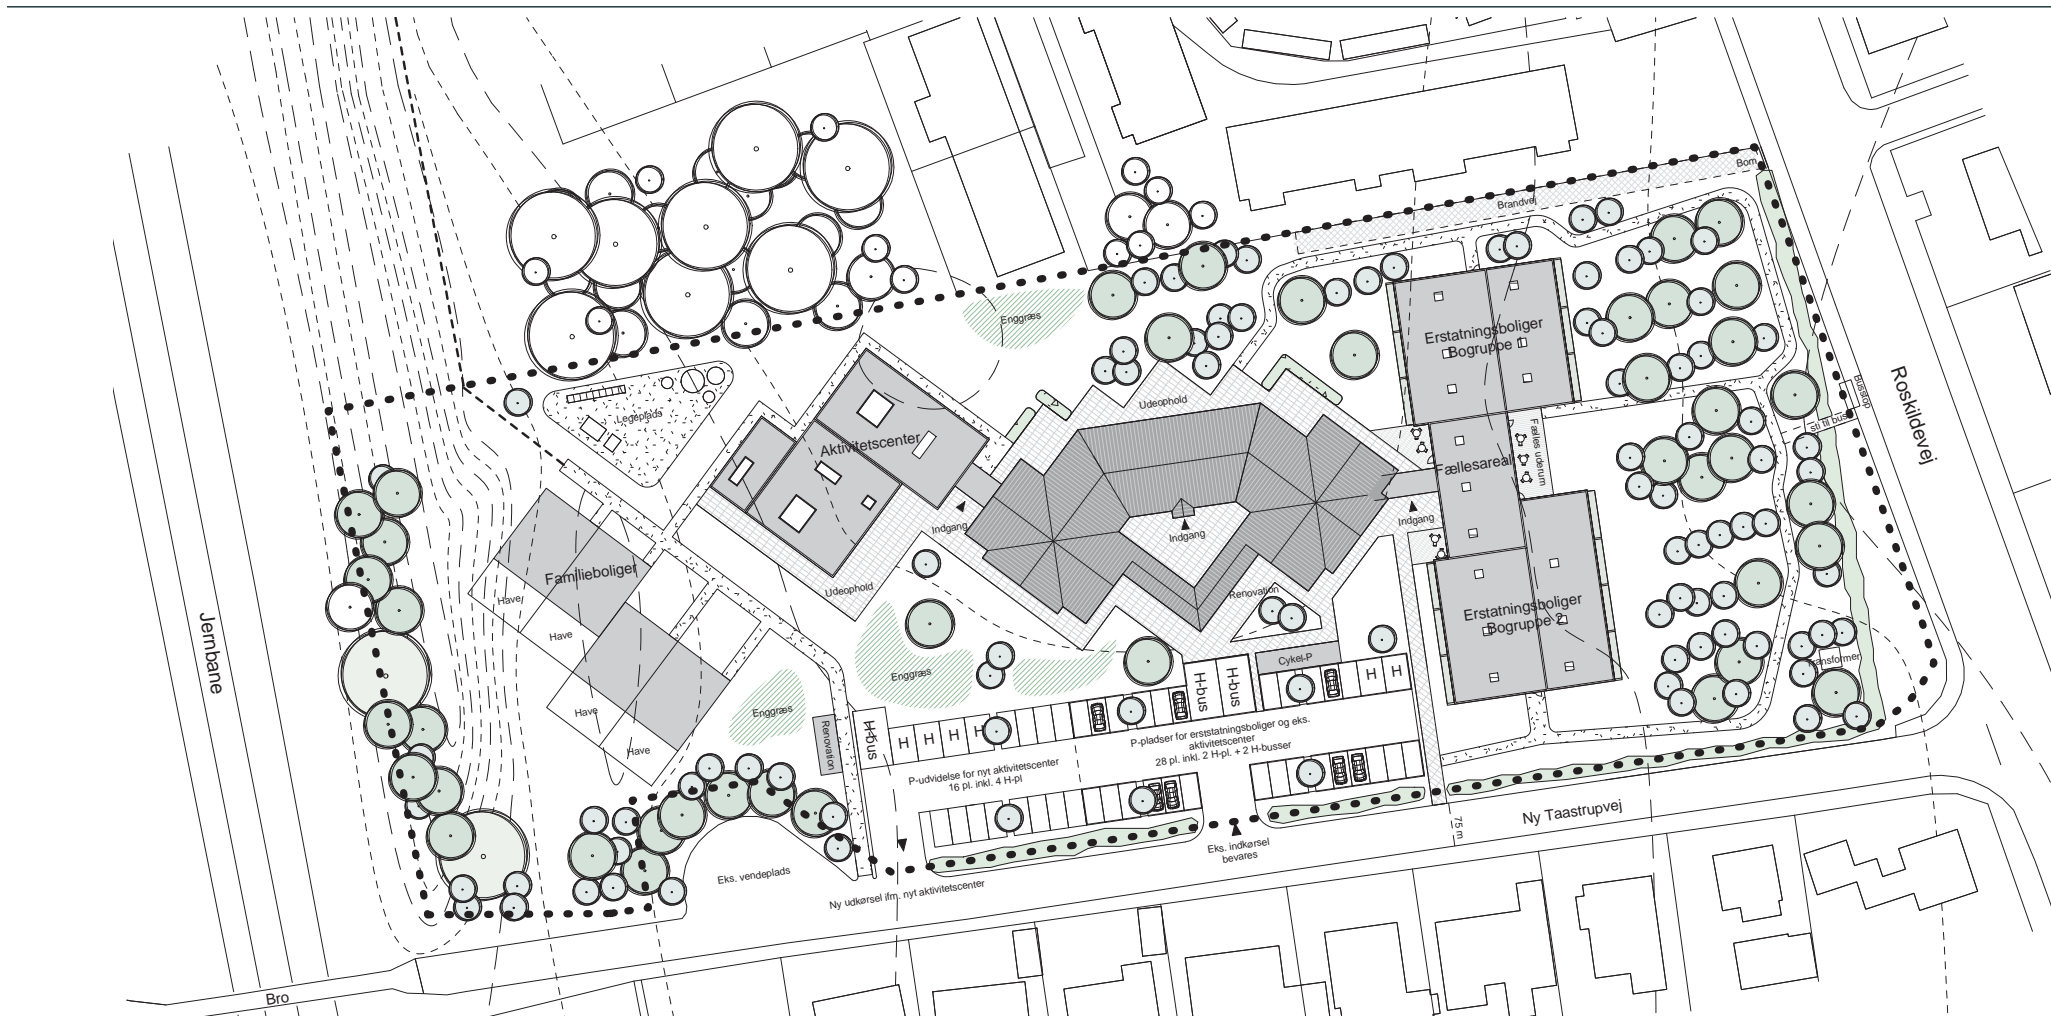 Bom
Brandvej
Enggræs
Erstatningsboliger
Bogruppe 1
Busstop
Roskildevej
sti til bus
Legeplads
Udeophold
Aktivitetscenter
Fælles uderum
Fællesareal
Indgang
Indgang
Indgang
Familieboliger
Have
Have
Udeophold
Renovation
Erstatningsboliger
Bogruppe 2
Jernbane
Enggræs
Cykel-P
Transformer
H-bus
H-bus
H
H
Have
Have
Enggræs
Renovation
H-bus
H
H
H
H
P-pladser for erstatningsboliger og eks.
aktivitetscenter
28 pl. inkl. 2 H-pl. + 2 H-busser
P-udvidelse for nyt aktivitetscenter
16 pl. inkl. 4 H-pl
Ny Taastrupvej
75 m
Eks. indkørsel
bevares
Eks. vendeplads
Ny udkørsel ifm. nyt aktivitetscenter
Bro